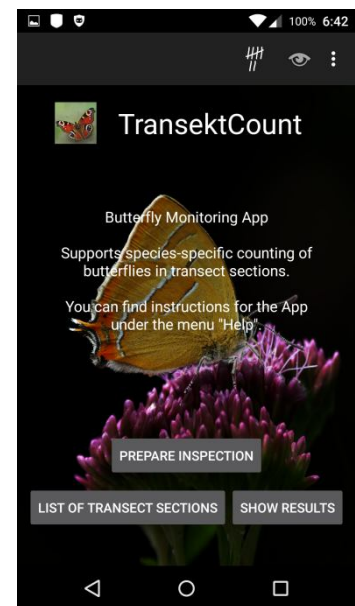 100% 6:42
TransektCount
Butterfly Monitoring App
Supports species-specific counting of
butterflies in transect sections.
You can find instructions for the App
under the menu "Help".
PREPARE INSPECTION
LIST OF TRANSECT SECTIONS SHOW RESULTS